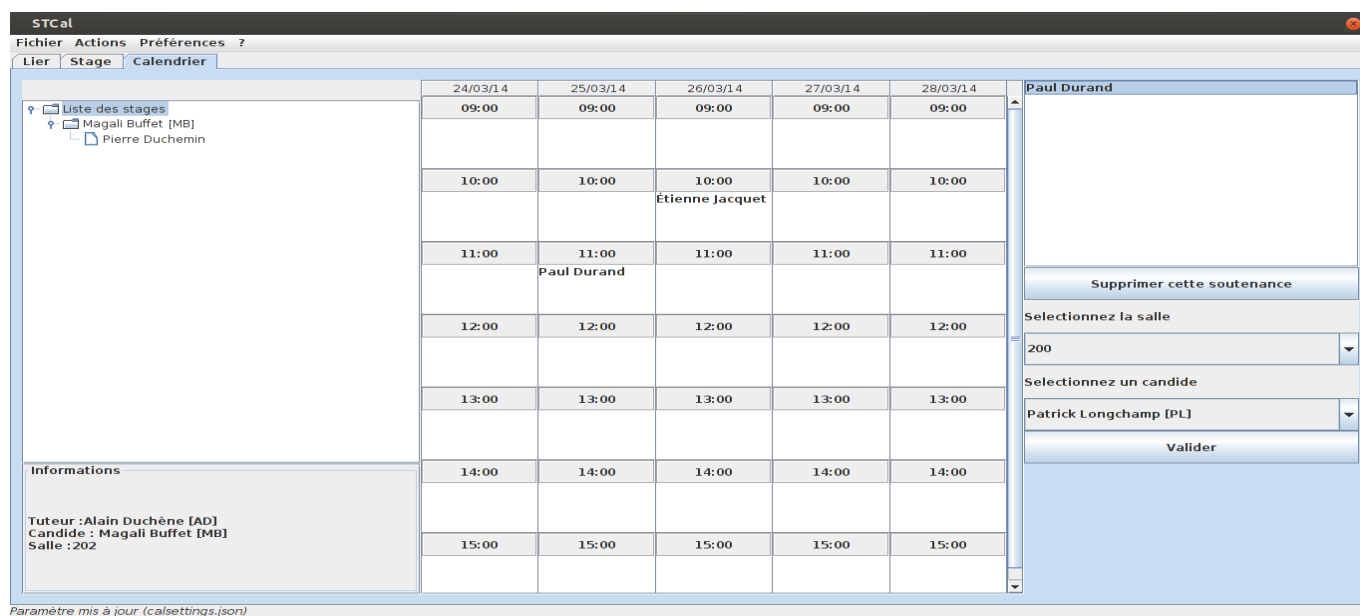 STCal
Fichier Actions Préférences ?
Lier Stage Calendrier
Liste des stages
Magali Buffet [MB]
Pierre Duchemin
Informations
Tuteur :Alain Duchêne [AD]
Candide : Magali Buffet [MB]
Salle :202
24/03/14 25/03/14 26/03/14 27/03/14 28/03/14
09:00 09:00 09:00 09:00 09:00
10:00 10:00 10:00 10:00 10:00
Étienne Jacquet
11:00 11:00 11:00 11:00 11:00
Paul Durand
12:00 12:00 12:00 12:00 12:00
13:00 13:00 13:00 13:00 13:00
14:00 14:00 14:00 14:00 14:00
15:00 15:00 15:00 15:00 15:00
Paul Durand
Supprimer cette soutenance
Selectionnez la salle
200
Selectionnez un candide
Patrick Longchamp [PL]
Valider
Paramètre mis à jour (calsettings.json)